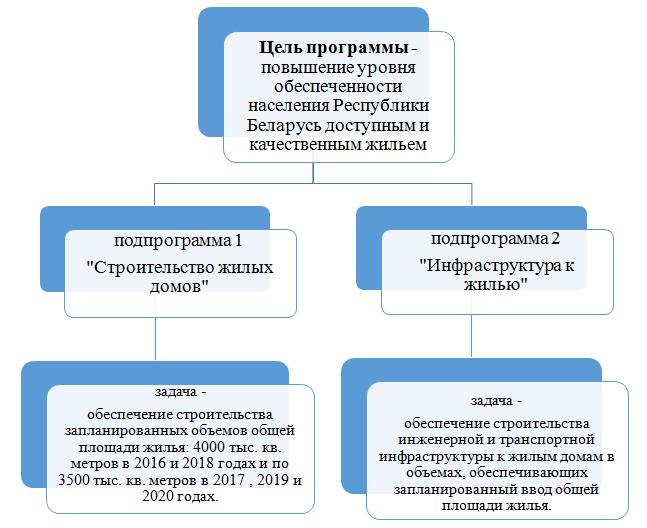 Цель программы -
повышение уровня
обеспеченности
населения Республики
Беларусь доступным и
качественным жильем
подпрограмма 1
"Строительство жилых
домов"
подпрограмма 2
"Инфраструктура к
жилью"
задача -
обеспечение строительства
запланированных объемов общей
площади жилья: 4000 тыс. кв.
метров в 2016 и 2018 годах и по
3500 тыс. кв. метров в 2017 , 2019 и
2020 годах.
задача -
обеспечение строительства
инженерной и транспортной
инфраструктуры к жилым домам в
объемах, обеспечивающих
запланированный ввод общей
площади жилья.